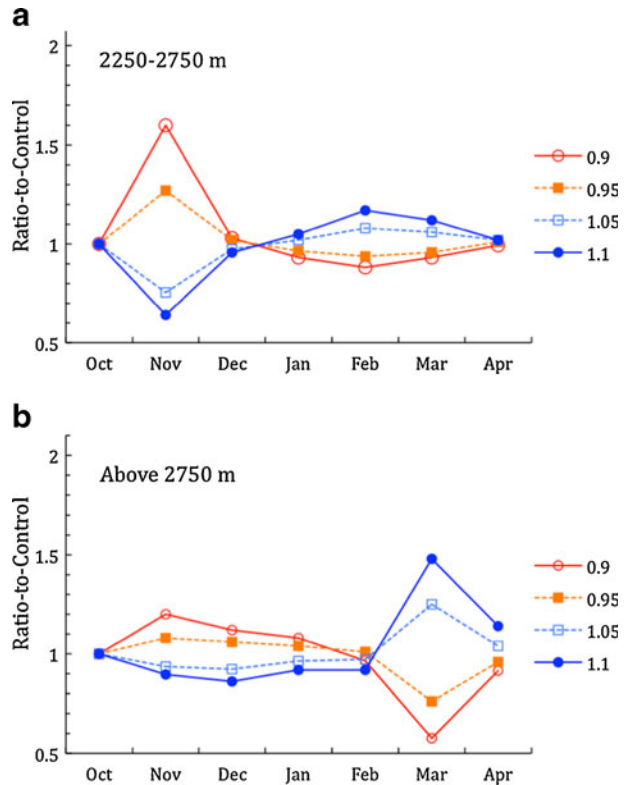 a
2
2250-2750 m
1.5
1
0.5
Ratio-to-Control
0.9
0.95
1.05
1.1
Oct Nov Dec Jan Feb Mar Apr
b
2
Above 2750 m
1.5
1
0.5
Ratio-to-Control
0.9
0.95
1.05
1.1
Oct Nov Dec Jan Feb Mar Apr